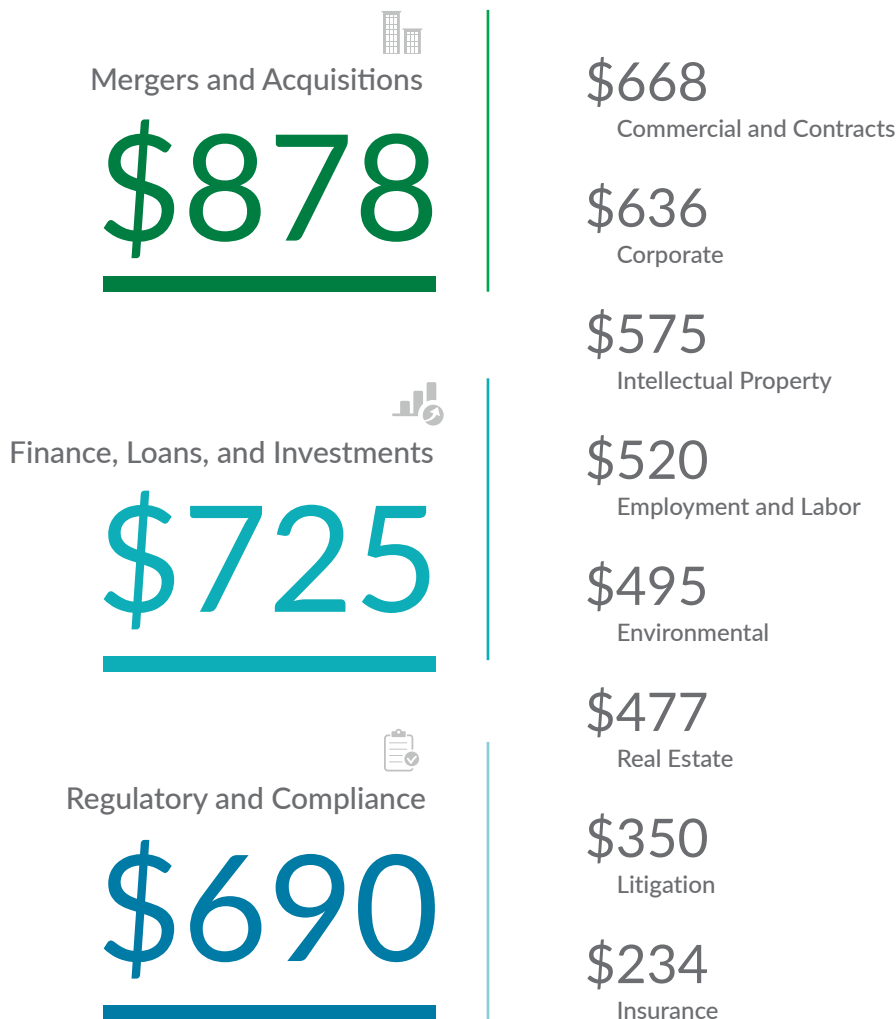 Mergers and Acquisitions
$878
Finance, Loans, and Investments
$725
Regulatory and Compliance
$690
$668
Commercial and Contracts
$636
Corporate
$575
Intellectual Property
$520
Employment and Labor
$495
Environmental
$477
Real Estate
$350
Litigation
$234
Insurance